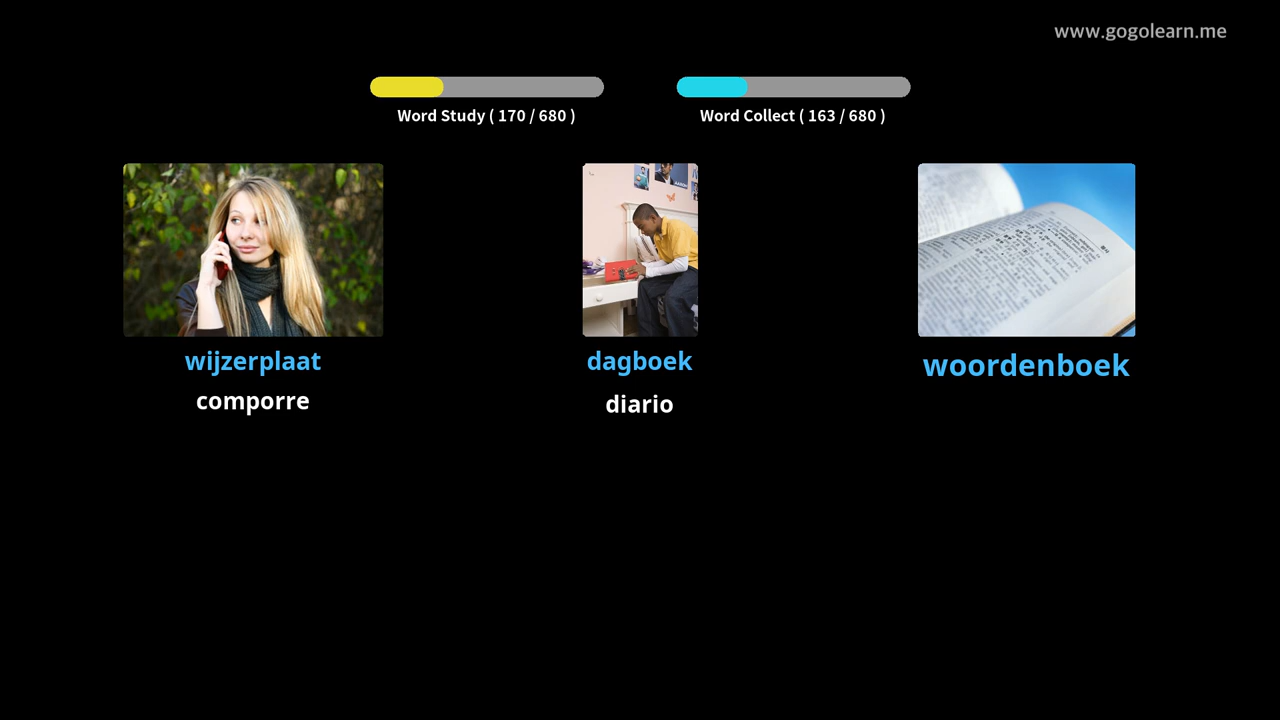 www.gogolearn.me
Word Study ( 170 / 680 )
Word Collect ( 163 / 680 )
wijzerplaat
comporre
dagboek
diario
woordenboek